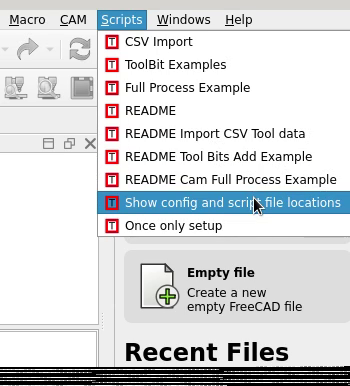 Macro CAM Scripts Windows Help
CSV Import
ToolBit Examples
Full Process Example
README
README Import CSV Tool data
README Tool Bits Add Example
README Cam Full Process Example
Show config and script file locations
Once only setup
Empty file
Create a new
empty FreeCAD file
Recent Files